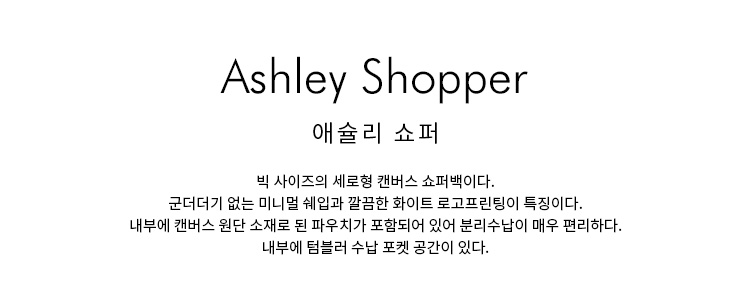 Ashley Shopper
애슐리 쇼퍼
빅 사이즈의 세로형 캔버스 쇼퍼백이다.
군더더기 없는 미니멀 쉐입과 깔끔한 화이트 로고프린팅이 특징이다.
내부에 캔버스 원단 소재로 된 파우치가 포함되어 있어 분리수납이 매우 편리하다.
내부에 텀블러 수납 포켓 공간이 있다.